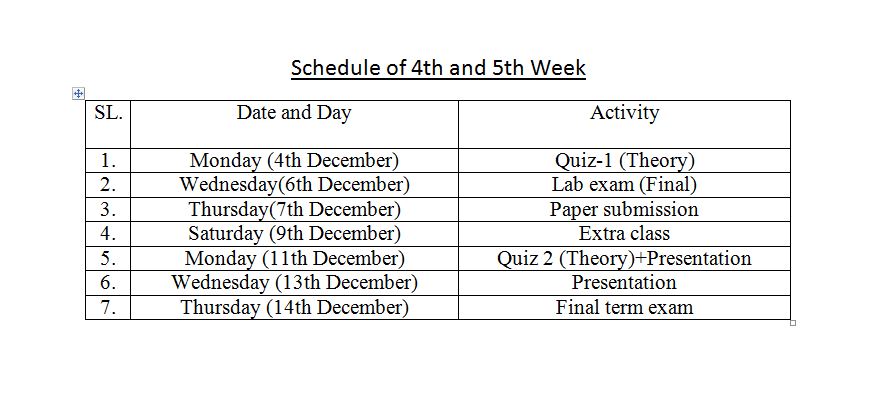 Schedule of 4th and 5th Week
SL. Date and Day Activity
1. Monday (4th December) Quiz-1 (Theory)
2. Wednesday(6th December) Lab exam (Final)
3. Thursday(7th December) Paper submission
4. Saturday (9th December) Extra class
5. Monday (11th December) Quiz 2 (Theory)+Presentation
6. Wednesday (13th December) Presentation
7. Thursday (14th December) Final term exam